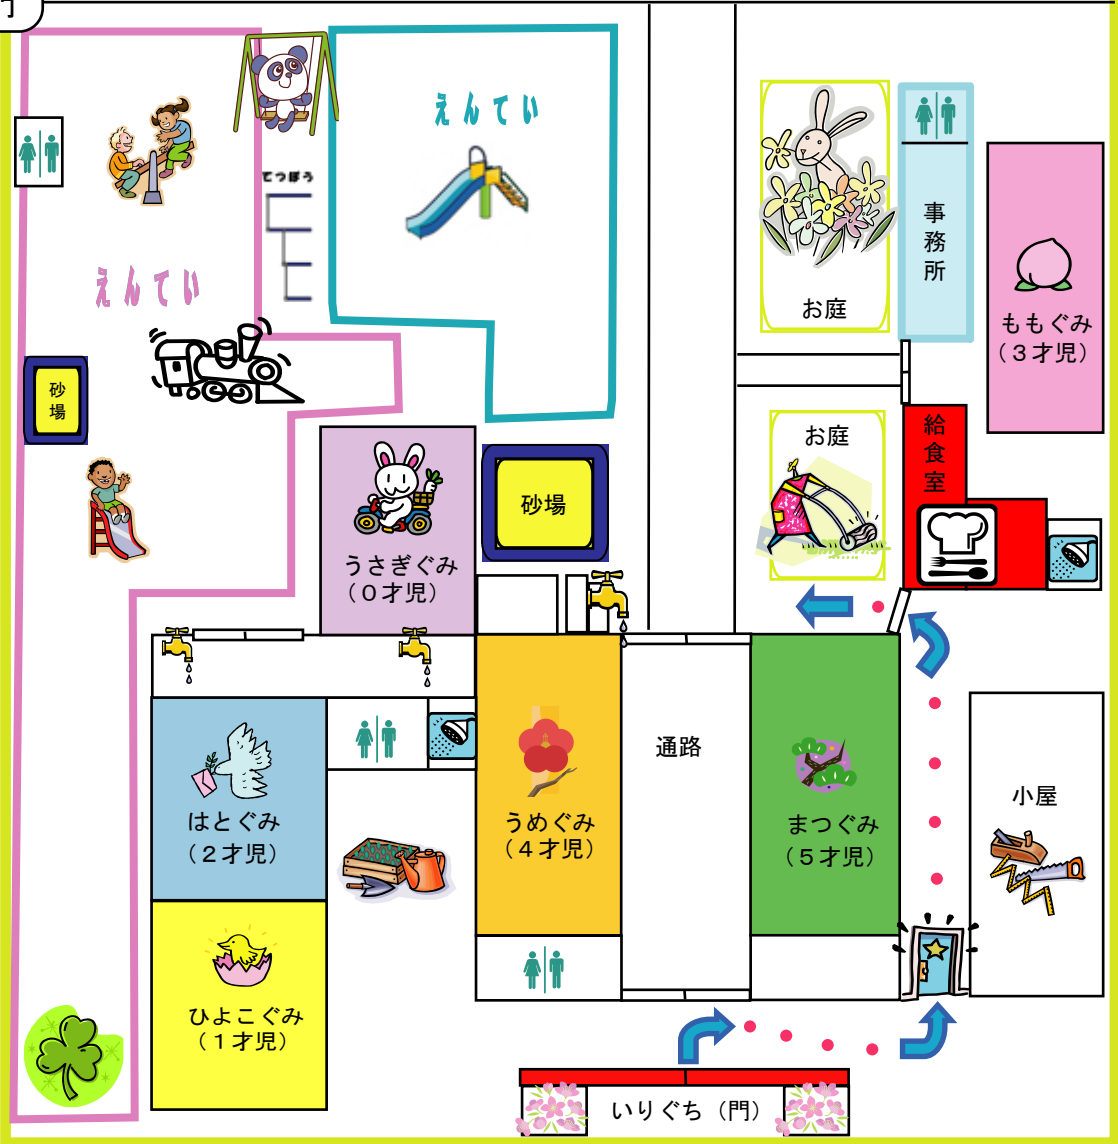 えんてい
てつぼう
えんてい
お庭
事務所
ももぐみ
（３才児）
砂場
お庭
給食室
うさぎぐみ
（０才児）
砂場
はとぐみ
（２才児）
うめぐみ
（４才児）
通路
まつぐみ
（５才児）
小屋
ひよこぐみ
（１才児）
いりぐち（門）